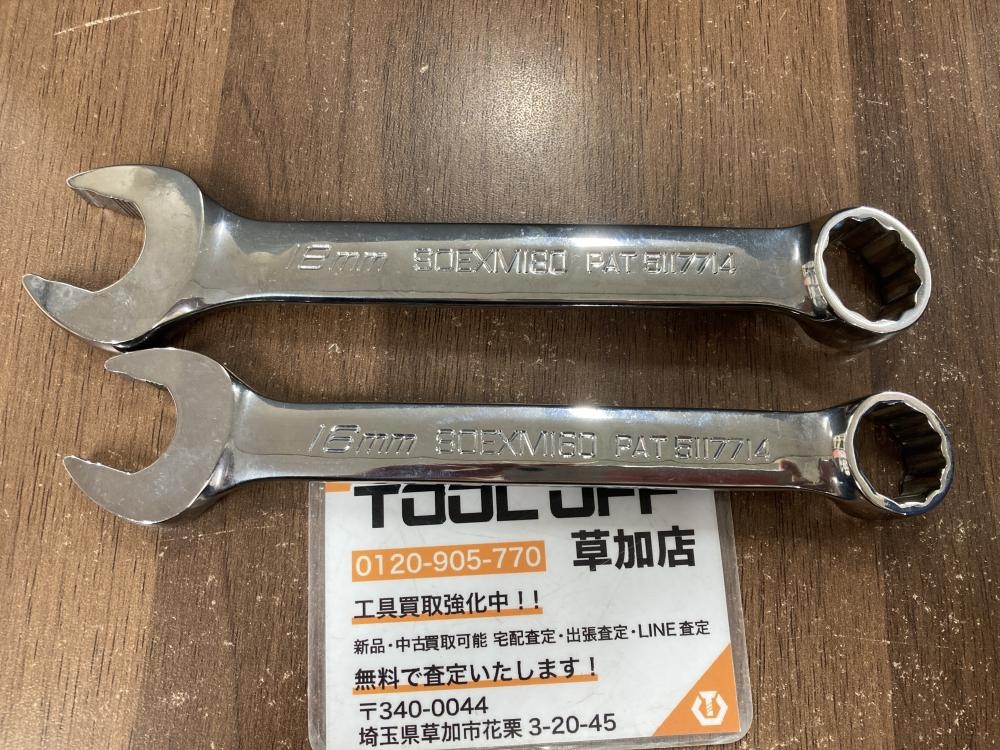 18mm SOEXM180 PAT 5117714
16mm SOEXM160 PAT 5117714
TOOL OFF
草加店
0120-905-770
工具買取強化中！！
新品・中古買取可能 宅配査定・出張査定・LINE査定
無料で査定いたします！
〒340-0044
埼玉県草加市花栗 3-20-45